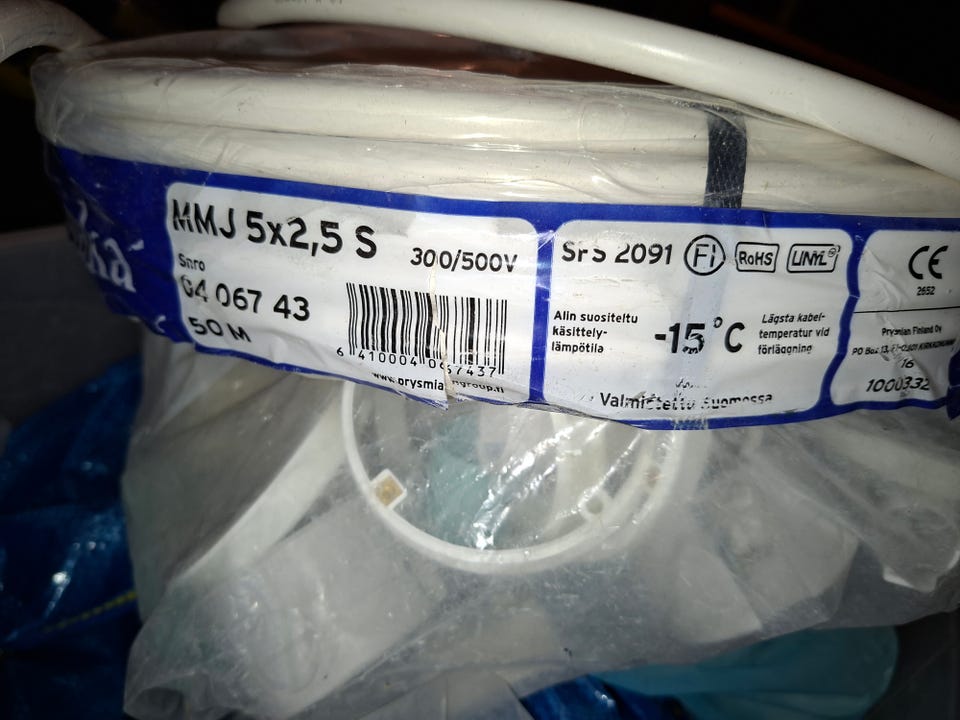 MMJ 5x2,5 S
300/500V
Snro
04 067 43
50 M
6 410004 067437
www.prysmiangroup.fi
SFS 2091 FI RoHS LINYL
Alin suositeltu
käsittely-
lämpötila
-15°C
Lägsta kabel-
temperatur vid
förläggning
Valmistettu Suomessa
CE
2652
Prysmian Finland Oy
16
1000332